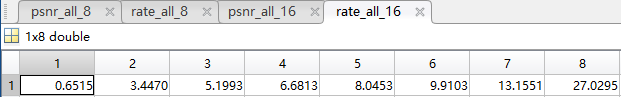 psnr_all_8 rate_all_8 psnr_all_16 rate_all_16
1x8 double
1 2 3 4 5 6 7 8
1 0.6515 3.4470 5.1993 6.6813 8.0453 9.9103 13.1551 27.0295